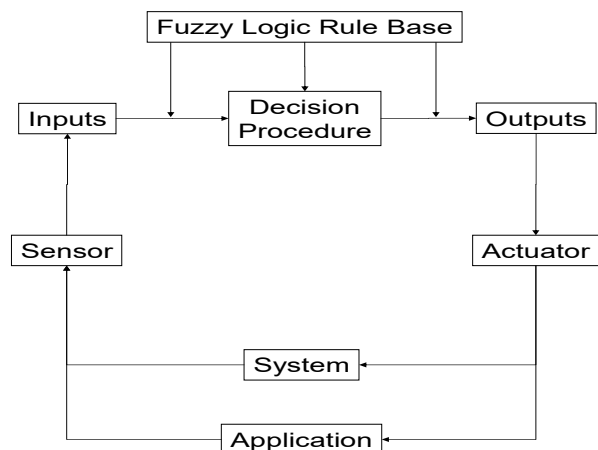 Fuzzy Logic Rule Base
Inputs
Decision
Procedure
Outputs
Sensor
Actuator
System
Application